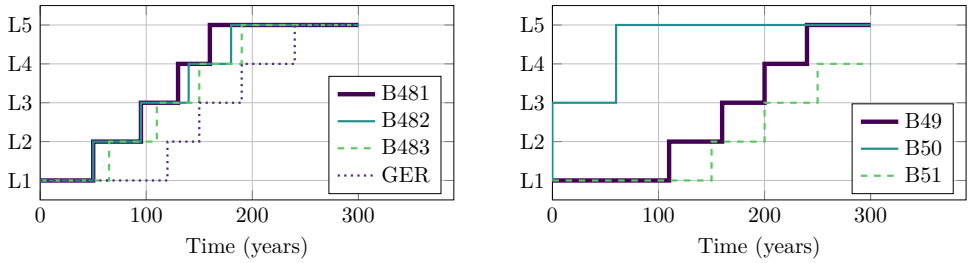 L5
L4
L3
L2
L1
0 100 200 300
Time (years)
B481
B482
B483
GER
L5
L4
L3
L2
L1
0 100 200 300
Time (years)
B49
B50
B51